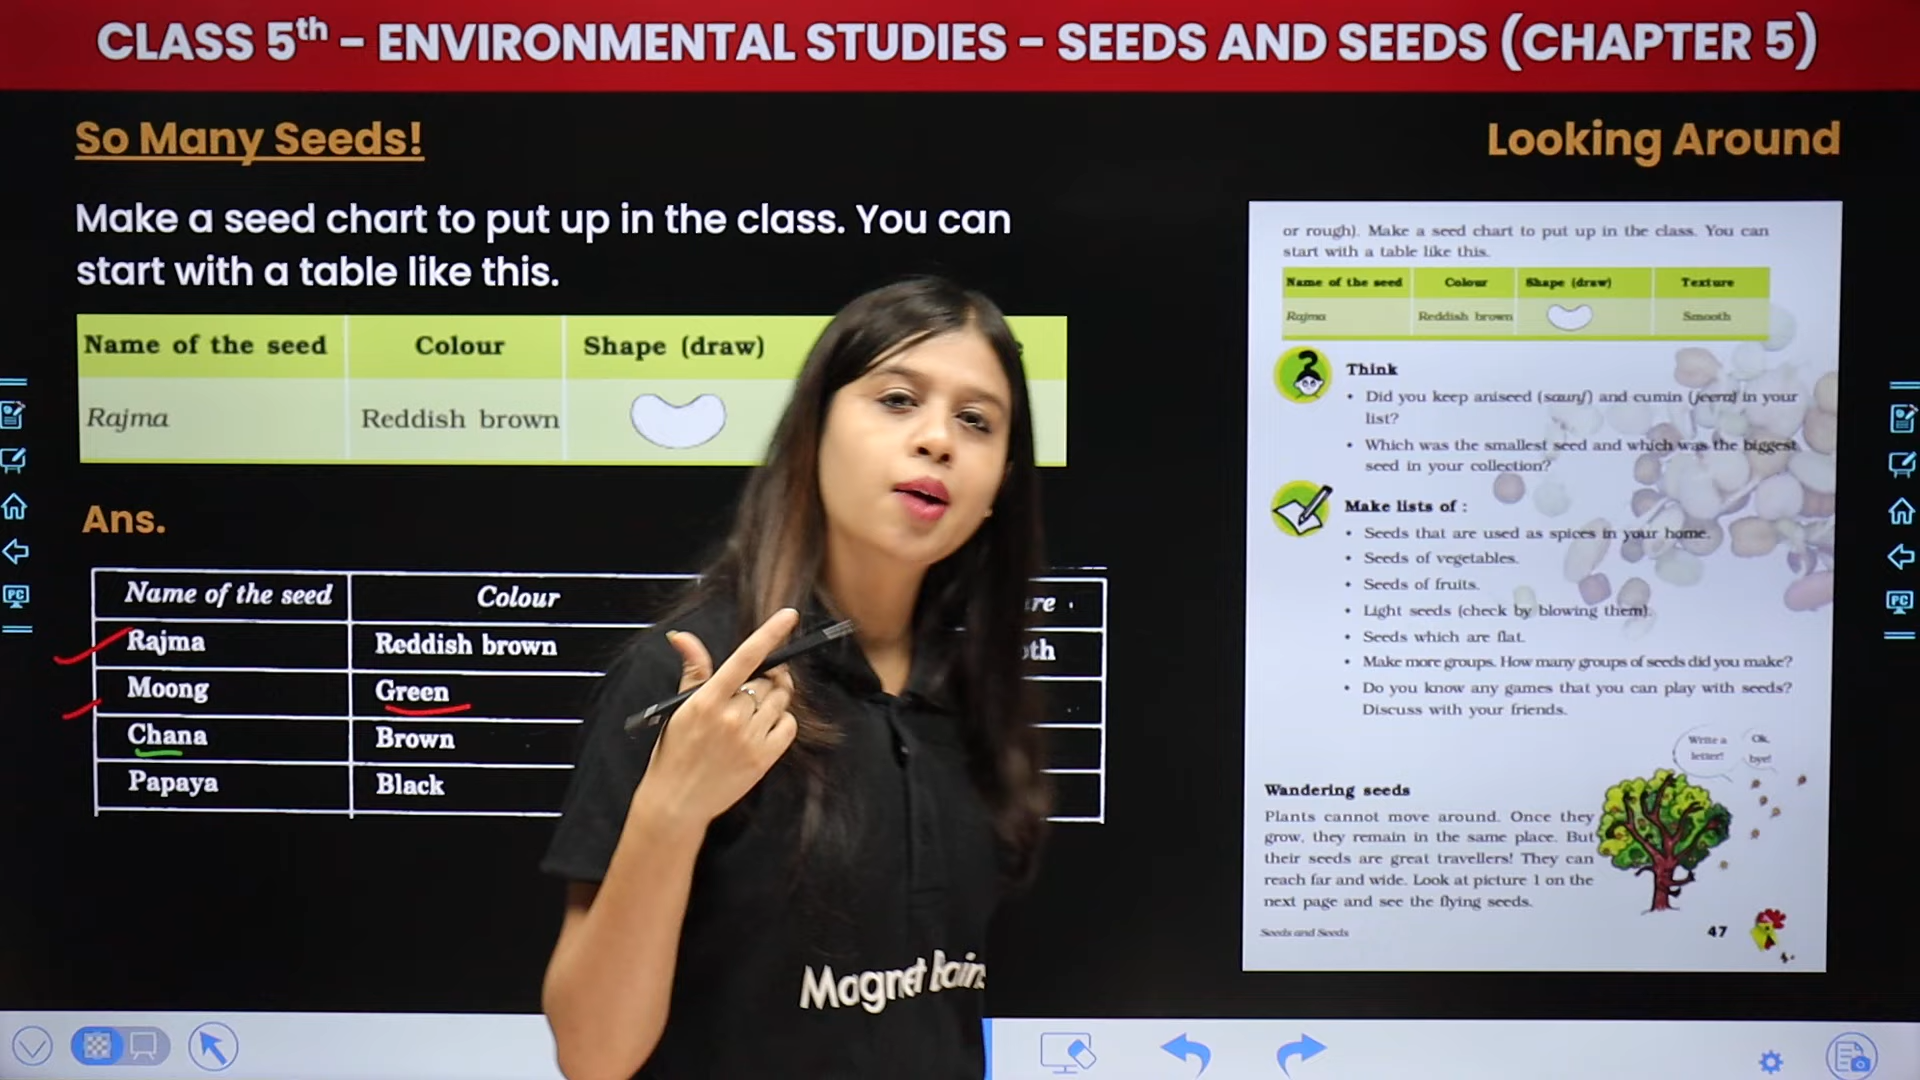 CLASS 5th - ENVIRONMENTAL STUDIES - SEEDS AND SEEDS (CHAPTER 5)
So Many Seeds!
Looking Around
Make a seed chart to put up in the class. You can
start with a table like this.
Name of the seed Colour Shape (draw)
Rajma Reddish brown
Ans.
Name of the seed Colour
Rajma Reddish brown
Moong Green
Chana Brown
Papaya Black
or rough). Make a seed chart to put up in the class. You can
start with a table like this.
Name of the seed Colour Shape (draw) Texture
Rajma Reddish brown Smooth
Think
• Did you keep aniseed (saunf) and cumin (jeera) in your
list?
• Which was the smallest seed and which was the biggest
seed in your collection?
Make lists of :
• Seeds that are used as spices in your home.
• Seeds of vegetables.
• Seeds of fruits.
• Light seeds (check by blowing them).
• Seeds which are flat.
• Make more groups. How many groups of seeds did you make?
• Do you know any games that you can play with seeds?
Discuss with your friends.
Write a
letter!
Ok,
bye!
Wandering seeds
Plants cannot move around. Once they
grow, they remain in the same place. But
their seeds are great travellers! They can
reach far and wide. Look at picture 1 on the
next page and see the flying seeds.
Seeds and Seeds
47
Magnet
PC
PC